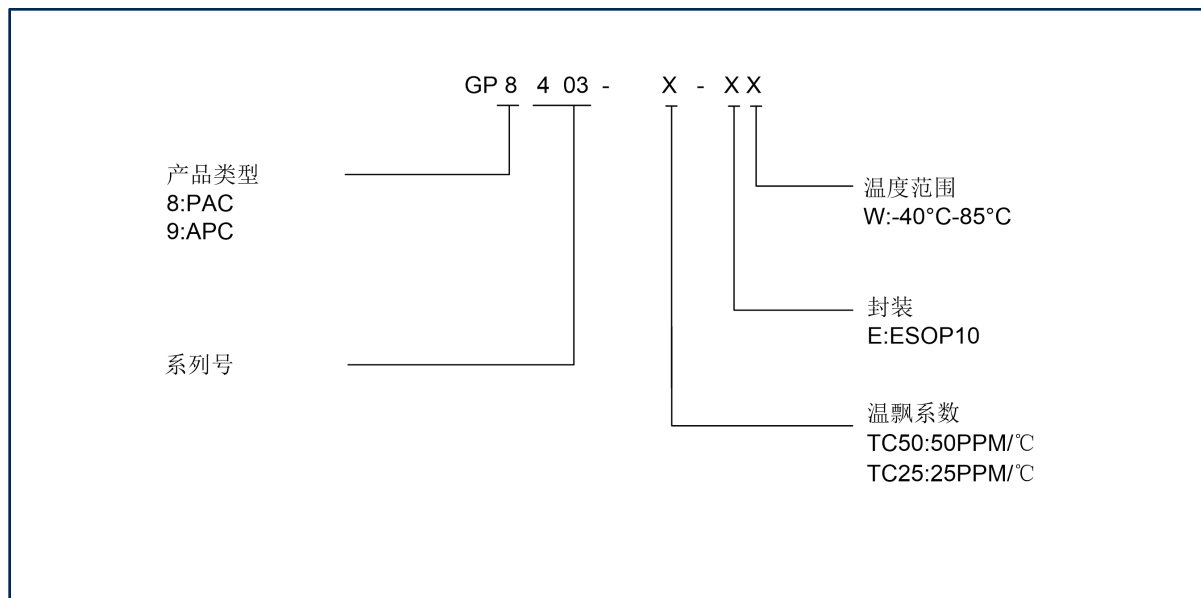 GP 8 4 03 - X - X X
产品类型
8:PAC
9:APC
温度范围
W:-40°C-85°C
封装
E:ESOP10
系列号
温飘系数
TC50:50PPM/℃
TC25:25PPM/℃